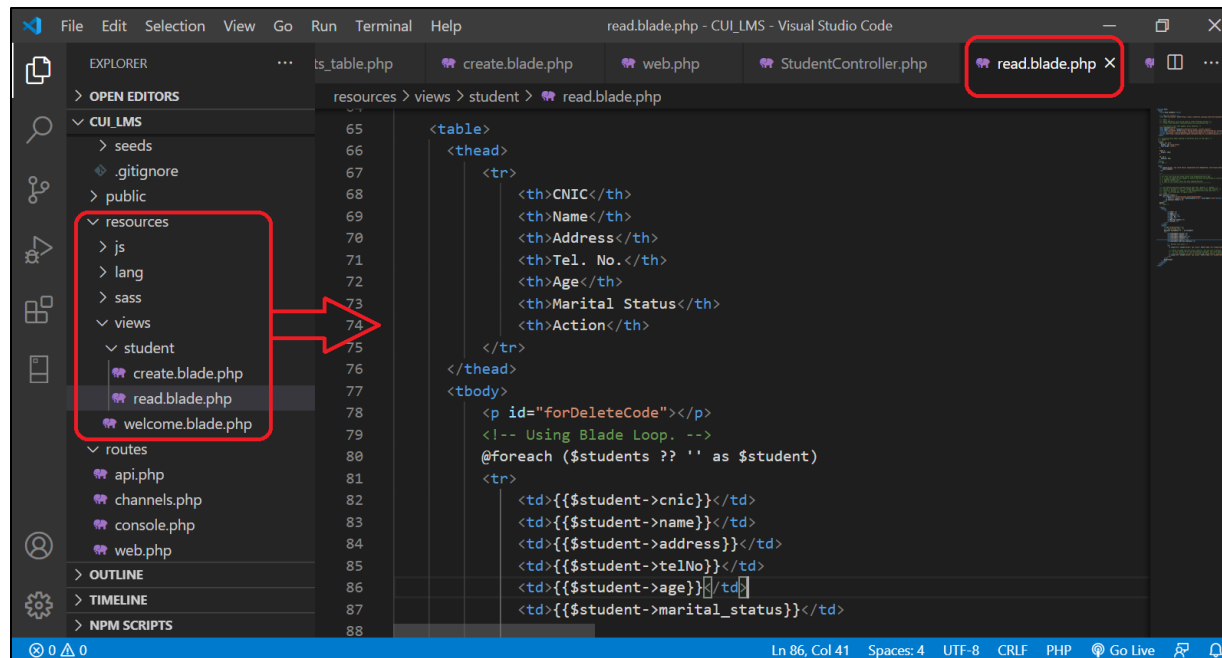 File Edit Selection View Go Run Terminal Help read.blade.php - CUI_LMS - Visual Studio Code
EXPLORER
ts_table.php create.blade.php web.php StudentController.php read.blade.php
OPEN EDITORS
CUI_LMS
seeds
.gitignore
public
resources
js
lang
sass
views
student
create.blade.php
read.blade.php
welcome.blade.php
routes
api.php
channels.php
console.php
web.php
OUTLINE
TIMELINE
NPM SCRIPTS
resources > views > student > read.blade.php
65 <table>
66 <thead>
67 <tr>
68 <th>CNIC</th>
69 <th>Name</th>
70 <th>Address</th>
71 <th>Tel. No.</th>
72 <th>Age</th>
73 <th>Marital Status</th>
74 <th>Action</th>
75 </tr>
76 </thead>
77 <tbody>
78 <p id="forDeleteCode"></p>
79 <!-- Using Blade Loop. -->
80 @foreach ($students ?? '' as $student)
81 <tr>
82 <td>{{$student->cnic}}</td>
83 <td>{{$student->name}}</td>
84 <td>{{$student->address}}</td>
85 <td>{{$student->telNo}}</td>
86 <td>{{$student->age}}</td>
87 <td>{{$student->marital_status}}</td>
88
0 0 Ln 86, Col 41 Spaces: 4 UTF-8 CRLF PHP Go Live